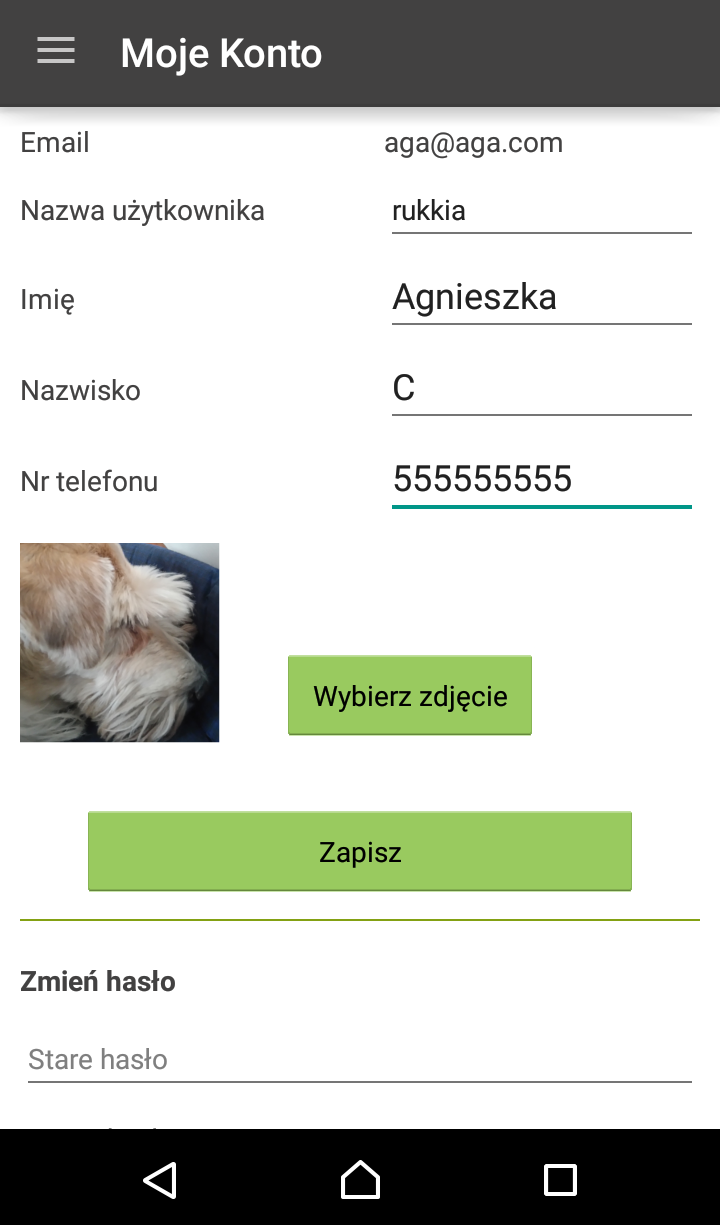 Moje Konto
Email aga@aga.com
Nazwa użytkownika rukkia
Imię Agnieszka
Nazwisko C
Nr telefonu 555555555
Wybierz zdjęcie
Zapisz
Zmień hasło
Stare hasło